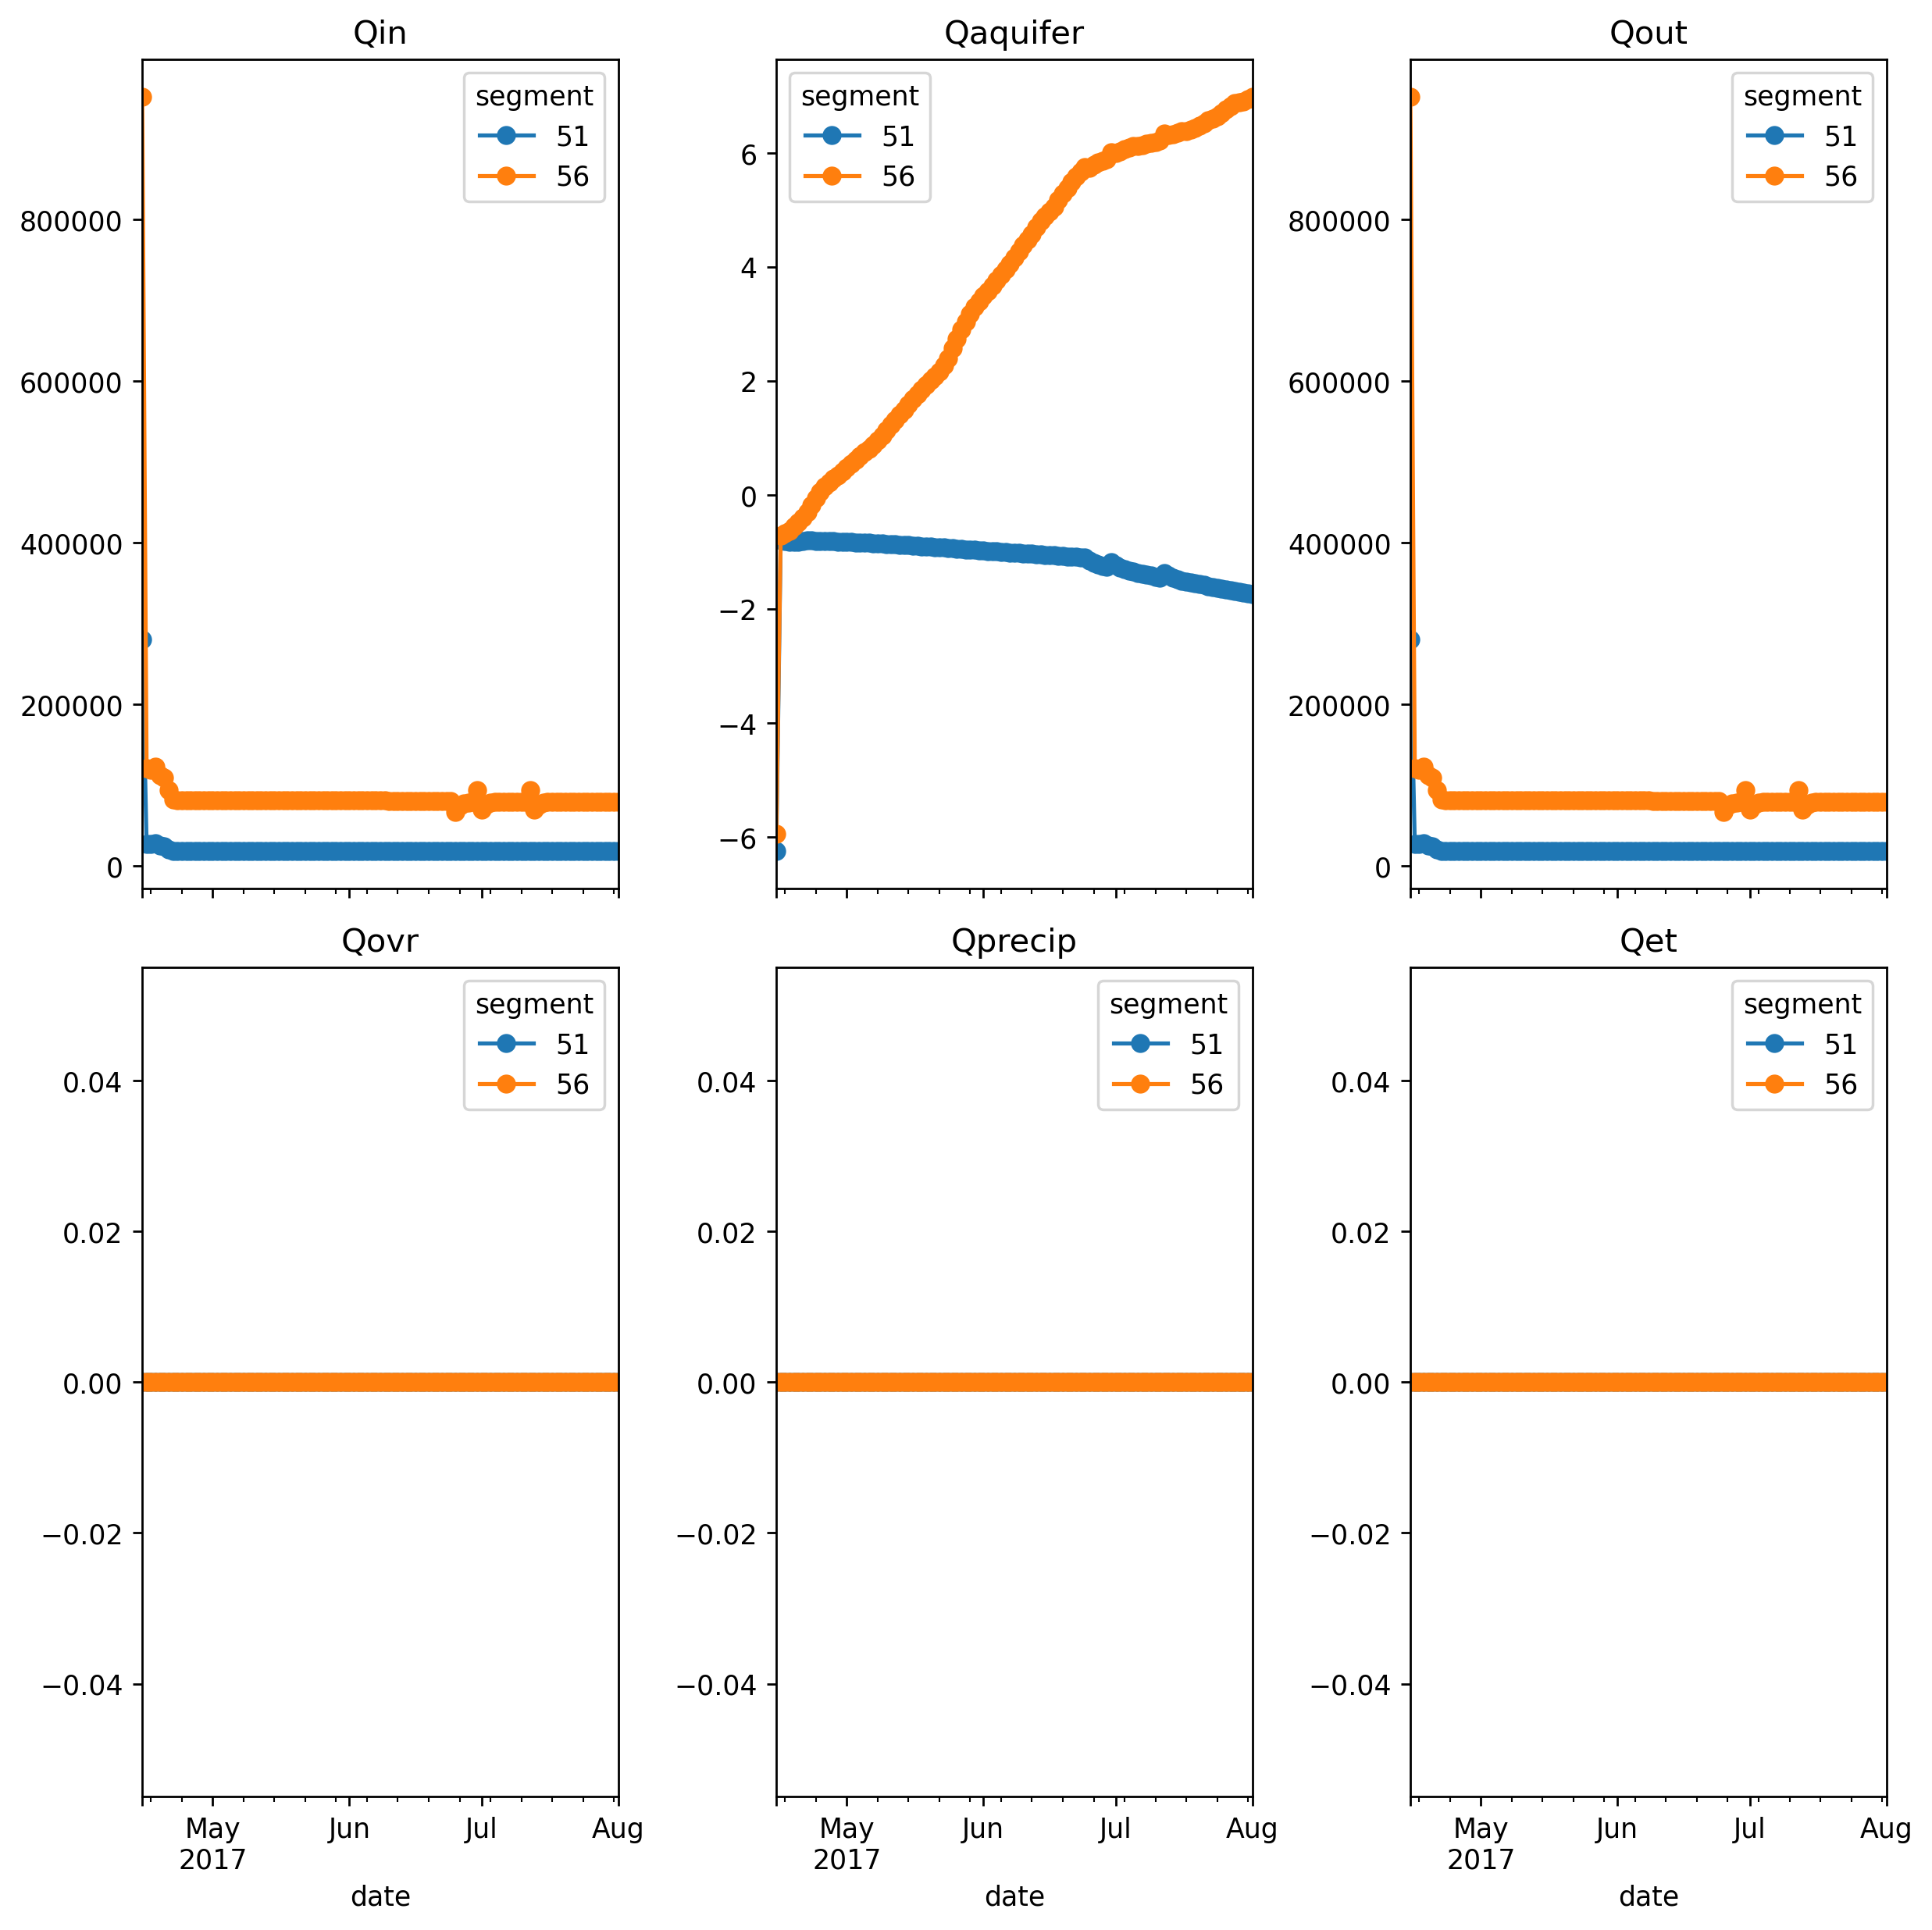 Qin
segment
51
56
800000
600000
400000
200000
0
Qaquifer
segment
51
56
6
4
2
0
−2
−4
−6
Qout
segment
51
56
800000
600000
400000
200000
0
Qovr
segment
51
56
0.04
0.02
0.00
−0.02
−0.04
May
2017
Jun
Jul
Aug
date
Qprecip
segment
51
56
0.04
0.02
0.00
−0.02
−0.04
May
2017
Jun
Jul
Aug
date
Qet
segment
51
56
0.04
0.02
0.00
−0.02
−0.04
May
2017
Jun
Jul
Aug
date